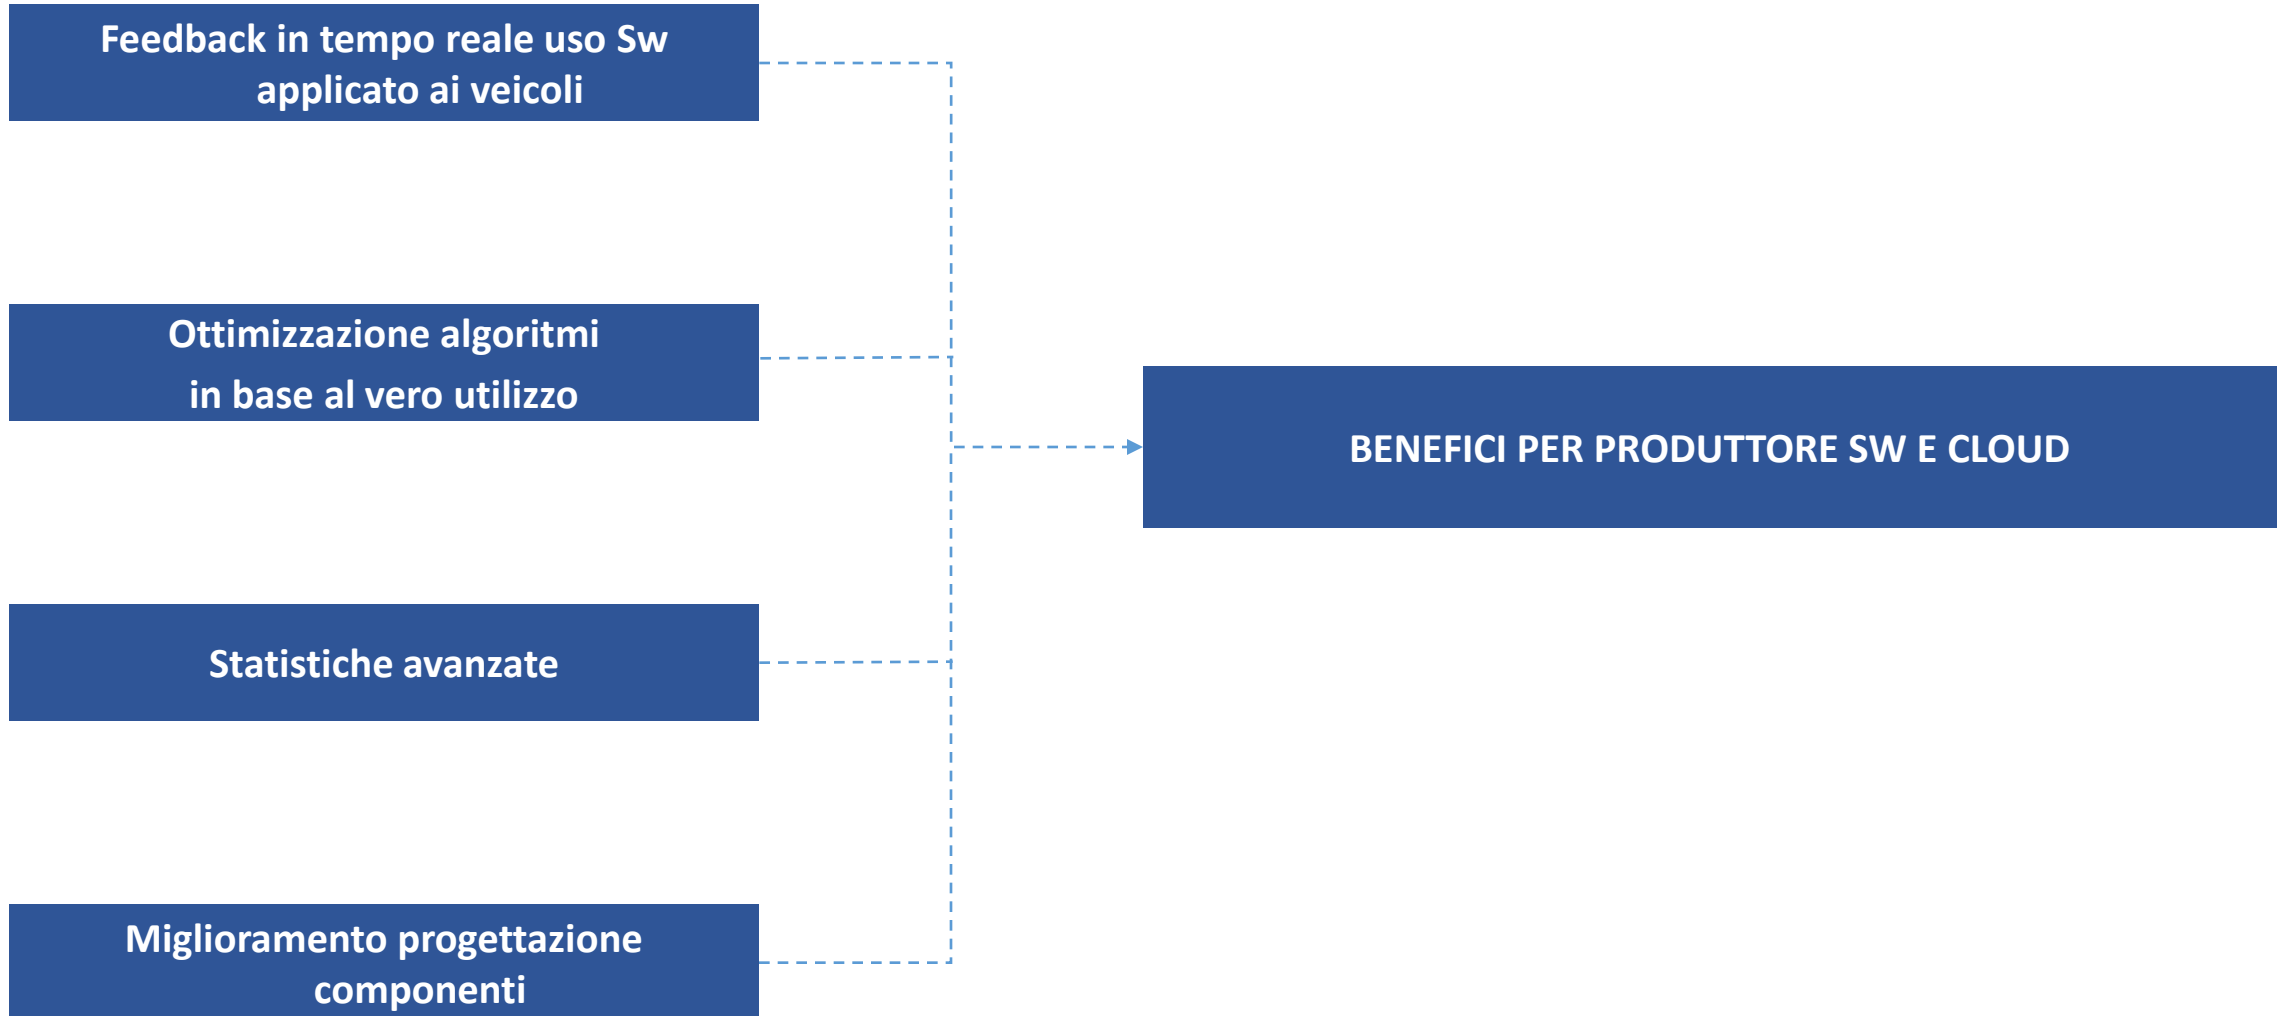 Feedback in tempo reale uso Sw
applicato ai veicoli
Ottimizzazione algoritmi
in base al vero utilizzo
BENEFICI PER PRODUTTORE SW E CLOUD
Statistiche avanzate
Miglioramento progettazione
componenti